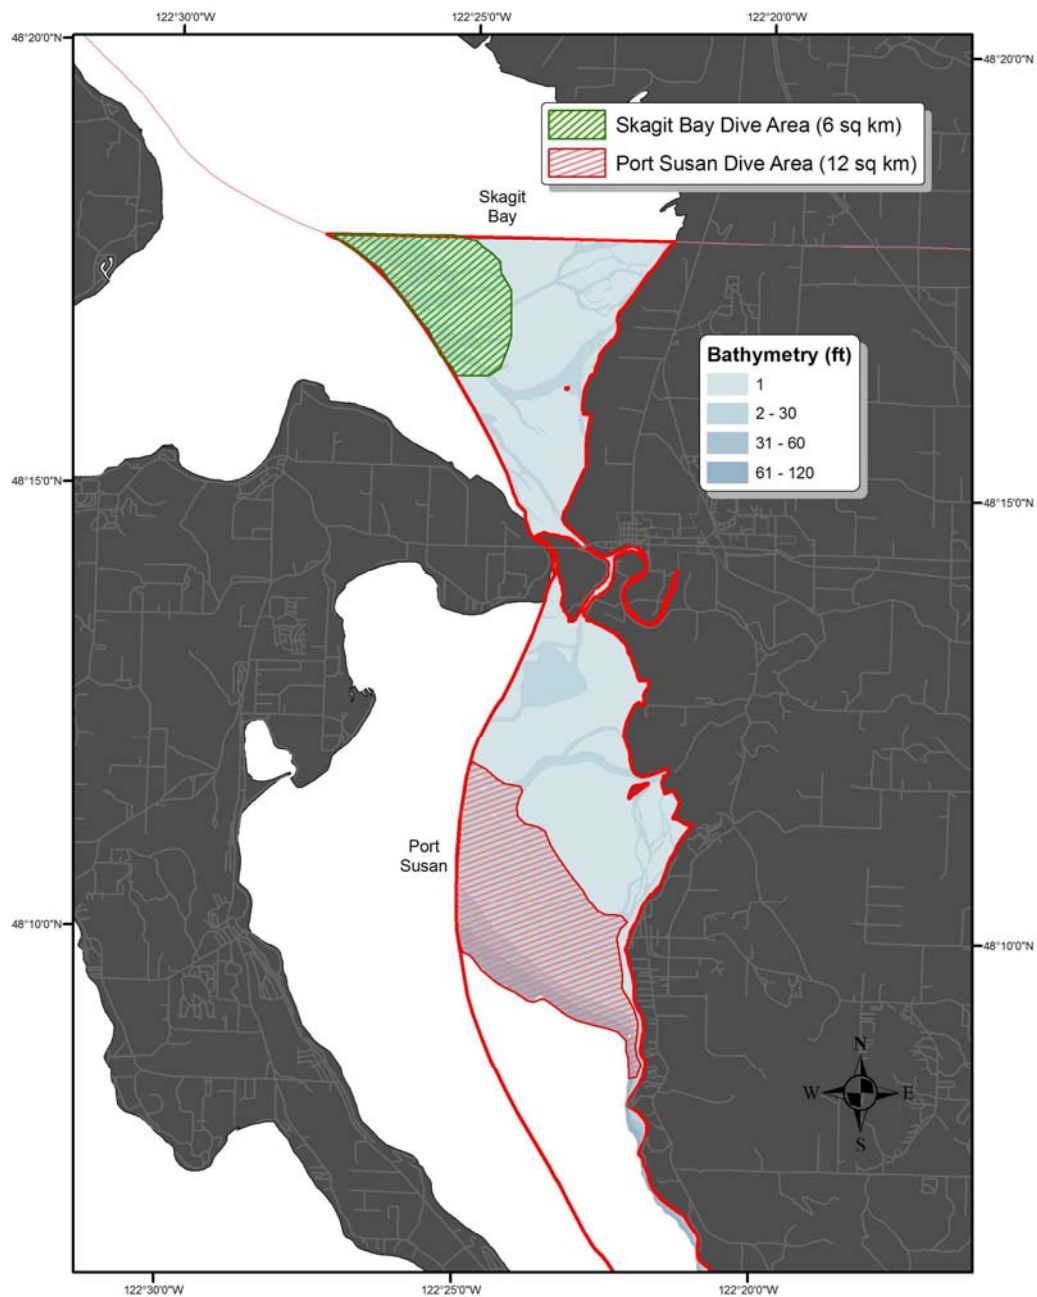 122°30'0"W
122°25'0"W
122°20'0"W
48°20'0"N
48°20'0"N
Skagit Bay Dive Area (6 sq km)
Port Susan Dive Area (12 sq km)
Skagit
Bay
Bathymetry (ft)
1
2 - 30
31 - 60
61 - 120
48°15'0"N
48°15'0"N
Port
Susan
48°10'0"N
48°10'0"N
N
W
E
S
122°30'0"W
122°25'0"W
122°20'0"W